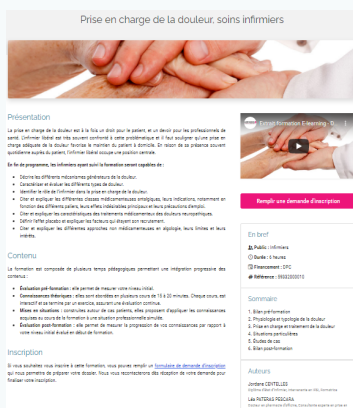 Prise en charge de la douleur, soins infirmiers
Présentation
La prise en charge de la douleur est à la fois un droit pour le patient, et un devoir pour les professionnels de
santé. L'infirmier libéral est très souvent confronté à cette problématique et il faut souligner qu'une prise en
charge adéquate de la douleur favorise le maintien du patient à domicile. En raison de sa présence souvent
quotidienne auprès du patient, l'infirmier libéral occupe une position centrale.
En fin de programme, les infirmiers ayant suivi la formation seront capables de :
Décrire les différents mécanismes générateurs de la douleur.
Caractériser et évaluer les différents types de douleur.
Identifier le rôle de l'infirmier dans la prise en charge de la douleur.
Citer et expliquer les différentes classes médicamenteuses antalgiques, leurs indications, notamment en
fonction des différents paliers, leurs effets indésirables principaux et leurs précautions d'emploi.
Citer et expliquer les caractéristiques des traitements médicamenteux des douleurs neuropathiques.
Définir l'effet placebo et expliquer les facteurs qui étayent son recrutement.
Citer et expliquer les différentes approches non médicamenteuses en algologie, leurs limites et leurs
intérêts.
Contenu
La formation est composée de plusieurs temps pédagogiques permettant une intégration progressive des
contenus :
Évaluation pré-formation : elle permet de mesurer votre niveau initial.
Connaissances théoriques : elles sont abordées en plusieurs cours de 15 à 20 minutes. Chaque cours, est
interactif et se termine par un exercice, assurant une évaluation continue.
Mises en situations : construites autour de cas patients, elles proposent d'appliquer les connaissances
acquises au cours de la formation à une situation professionnelle simulée.
Évaluation post-formation : elle permet de mesurer la progression de vos connaissances par rapport à
votre niveau initial évalué en début de formation.
Inscription
Si vous souhaitez vous inscrire à cette formation, vous pouvez remplir un formulaire de demande d'inscription
qui nous permettra de préparer votre dossier. Nous vous recontacterons dès réception de votre demande pour
finaliser votre inscription.
Extrait formation E-learning - D...
Remplir une demande d'inscription
En bref
Public : Infirmiers
Durée : 6 heures
Financement : DPC
Sommaire
1. Bilan pré-formation
2. Physiologie et typologie de la douleur
3. Prise en charge et traitement de la douleur
4. Situations particulières
5. Études de cas
6. Bilan post-formation
Auteurs
Jordane CENTELLES
Léa PATERAS PESCARA